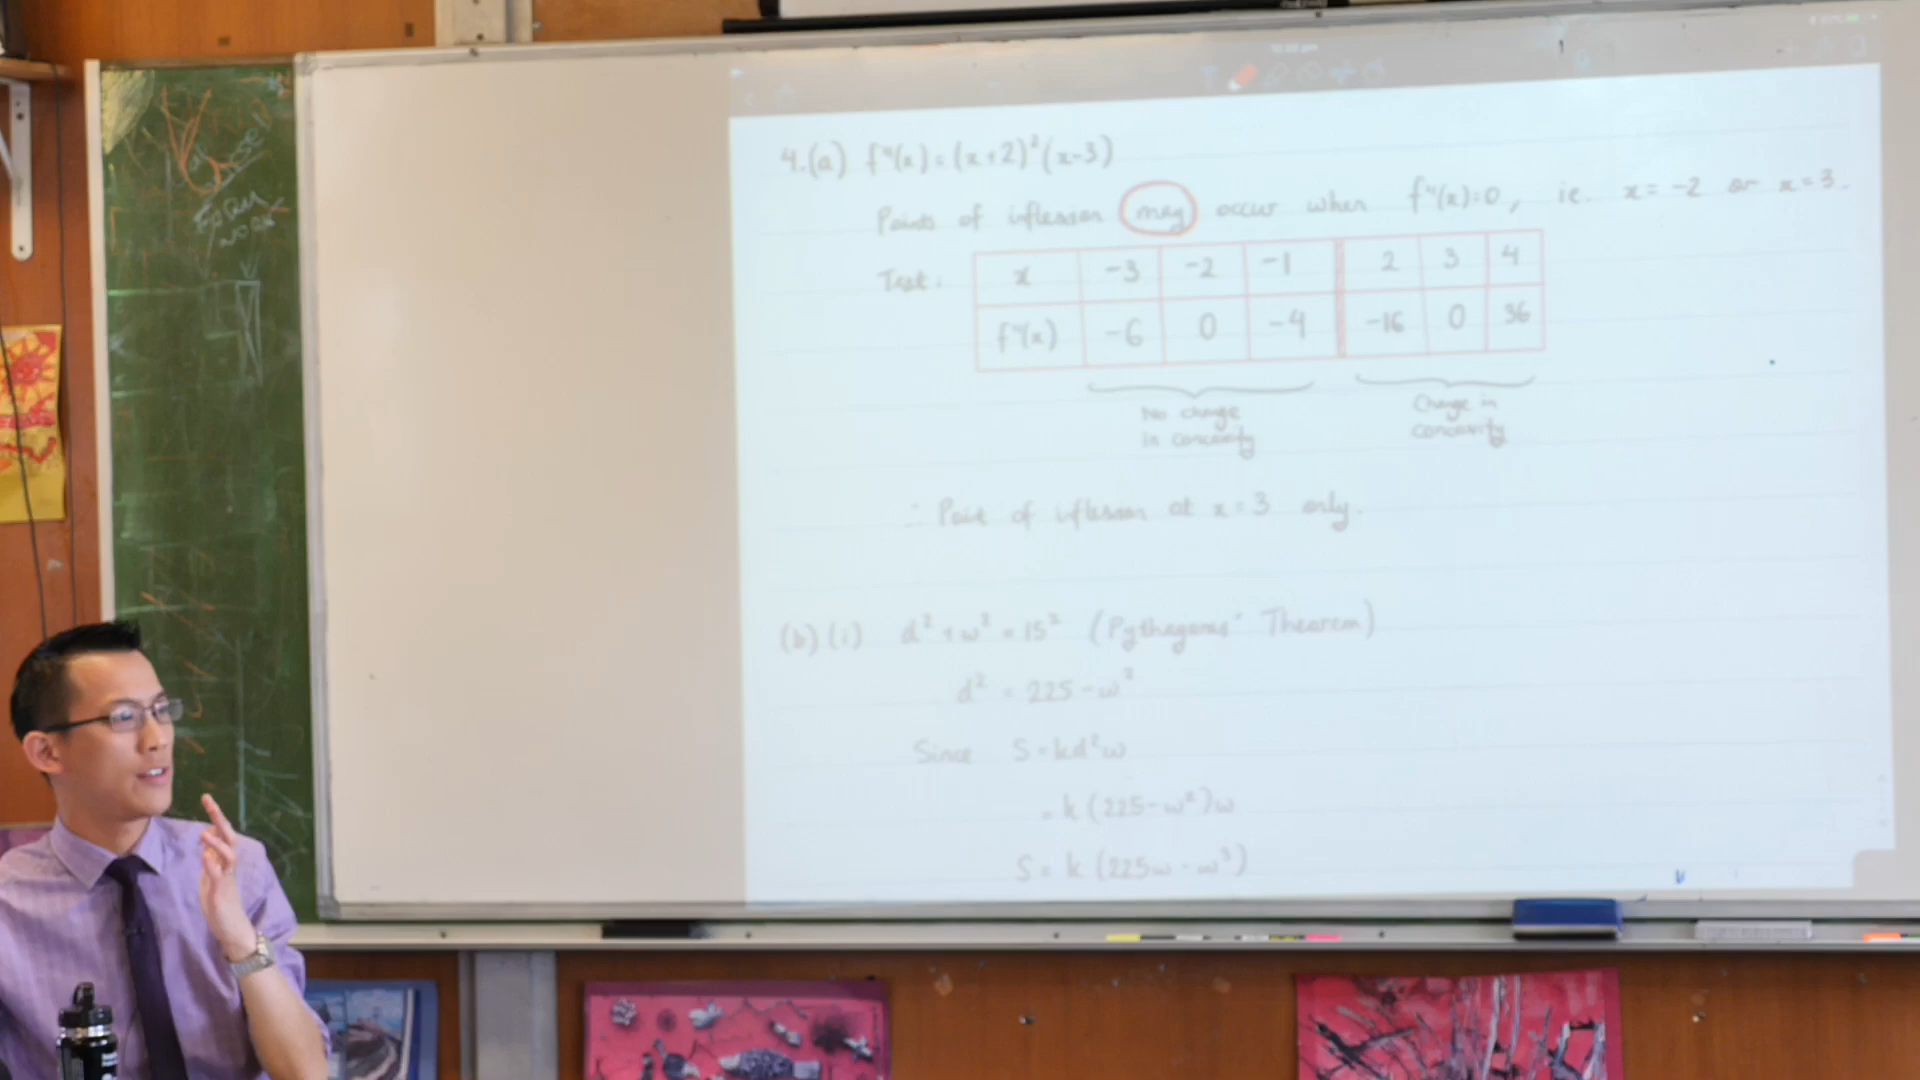 4.(a) f"(x) = (x+2)²(x-3)
Points of inflexion may occur when f"(x)=0, ie. x = -2 or x = 3.
Test: x -3 -2 -1 2 3 4
f"(x) -6 0 -4 -16 0 36
No change in concavity
Change in concavity
∴ Point of inflexion at x = 3 only.
(b)(i) d² + w² = 15² (Pythagoras' Theorem)
d² = 225 - w²
Since S = kd²w
= k(225-w²)w
S = k(225w - w³)